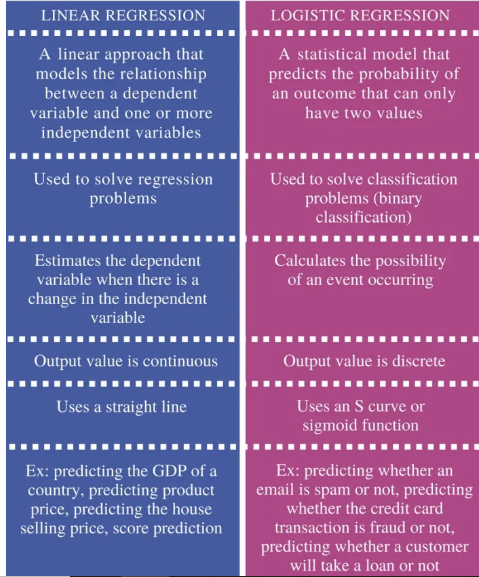 LINEAR REGRESSION
A linear approach that
models the relationship
between a dependent
variable and one or more
independent variables
Used to solve regression
problems
Estimates the dependent
variable when there is a
change in the independent
variable
Output value is continuous
Uses a straight line
Ex: predicting the GDP of a
country, predicting product
price, predicting the house
selling price, score prediction
LOGISTIC REGRESSION
A statistical model that
predicts the probability of
an outcome that can only
have two values
Used to solve classification
problems (binary
classification)
Calculates the possibility
of an event occurring
Output value is discrete
Uses an S curve or
sigmoid function
Ex: predicting whether an
email is spam or not, predicting
whether the credit card
transaction is fraud or not,
predicting whether a customer
will take a loan or not